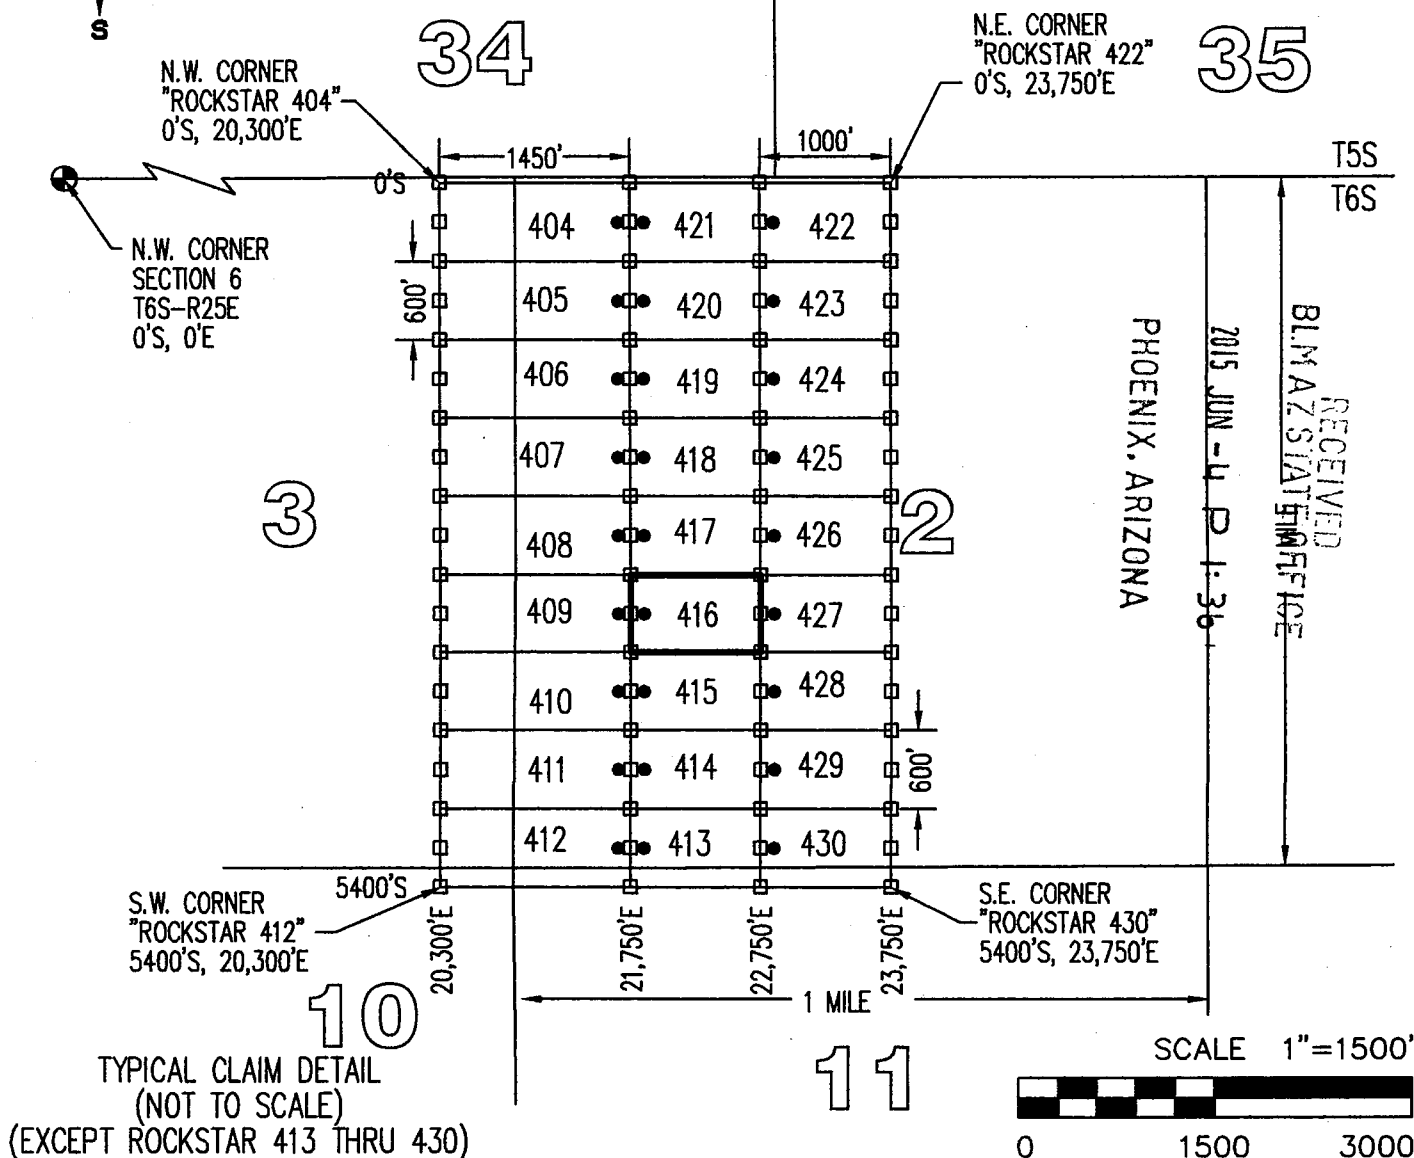 S
34
35
N.W. CORNER
"ROCKSTAR 404"
0'S, 20,300'E
N.E. CORNER
"ROCKSTAR 422"
0'S, 23,750'E
1450'
1000'
T5S
T6S
0'S
N.W. CORNER
SECTION 6
T6S-R25E
0'S, 0'E
600'
404 421 422
405 420 423
406 419 424
407 418 425
408 417 426
409 416 427
410 415 428
411 414 429
412 413 430
3
2
600'
RECEIVED
BLM AZ STATE OFFICE
2015 JUN -4 P 1:36
PHOENIX, ARIZONA
5400'S
S.W. CORNER
"ROCKSTAR 412"
5400'S, 20,300'E
20,300'E
21,750'E
22,750'E
23,750'E
S.E. CORNER
"ROCKSTAR 430"
5400'S, 23,750'E
1 MILE
10
11
TYPICAL CLAIM DETAIL
(NOT TO SCALE)
(EXCEPT ROCKSTAR 413 THRU 430)
SCALE 1"=1500'
0 1500 3000